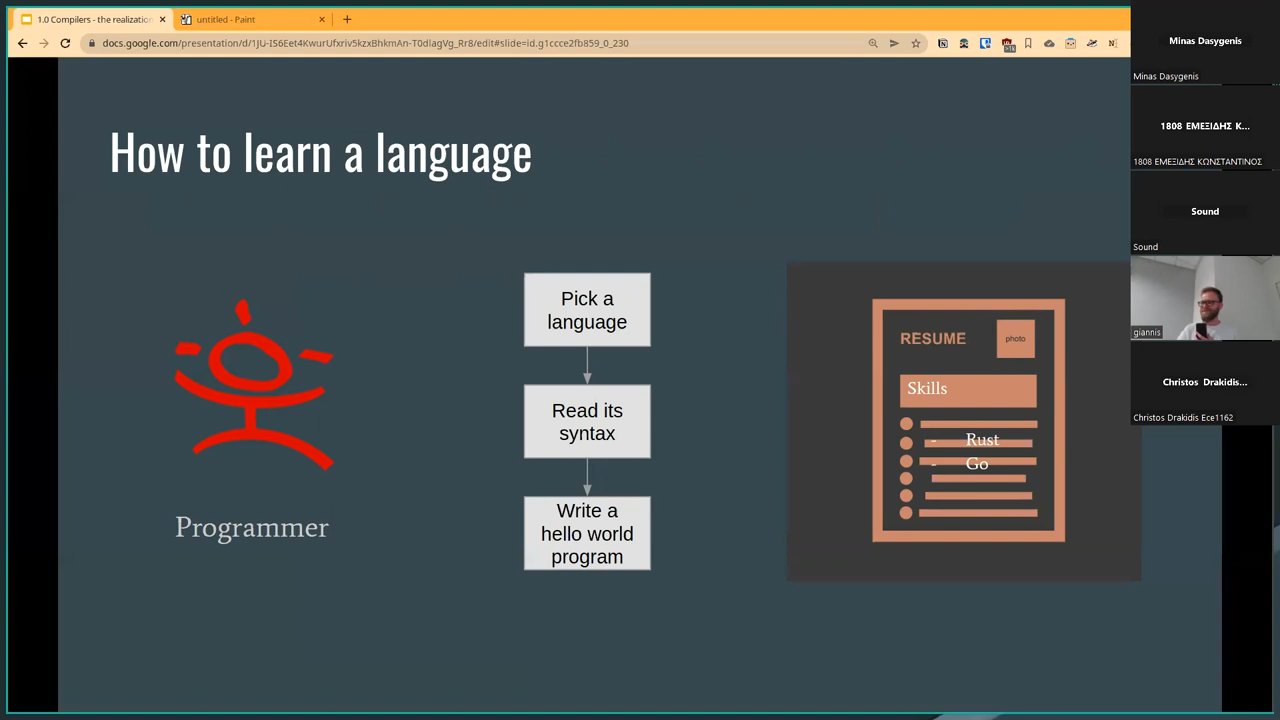 1.0 Compilers - the realization
untitled - Paint
docs.google.com/presentation/d/1JU-IS6Eet4KwurUfxriv5kzxBhkmAn-T0dlagVg_Rr8/edit#slide=id.g1ccce2fb859_0_230
How to learn a language
Programmer
Pick a
language
Read its
syntax
Write a
hello world
program
RESUME
photo
Skills
- Rust
- Go
Minas Dasygenis
Minas Dasygenis
1808 ΕΜΕΞΙΔΗΣ Κ...
1808 ΕΜΕΞΙΔΗΣ ΚΩΝΣΤΑΝΤΙΝΟΣ
Sound
Sound
giannis
Christos Drakidis...
Christos Drakidis Ece1162